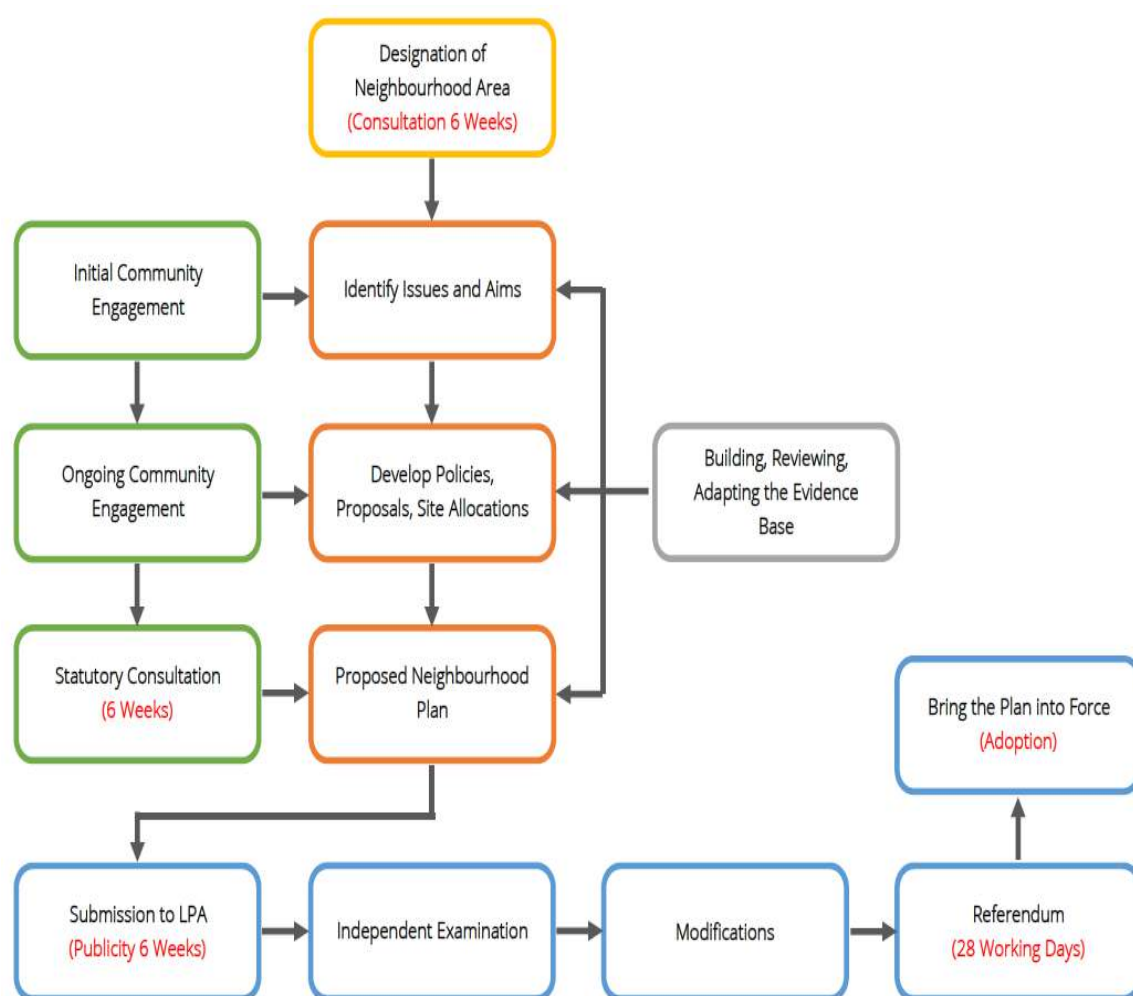 Designation of
Neighbourhood Area
(Consultation 6 Weeks)
Initial Community
Engagement
Identify Issues and Aims
Ongoing Community
Engagement
Develop Policies,
Proposals, Site Allocations
Building, Reviewing,
Adapting the Evidence
Base
Statutory Consultation
(6 Weeks)
Proposed Neighbourhood
Plan
Bring the Plan into Force
(Adoption)
Submission to LPA
(Publicity 6 Weeks)
Independent Examination
Modifications
Referendum
(28 Working Days)